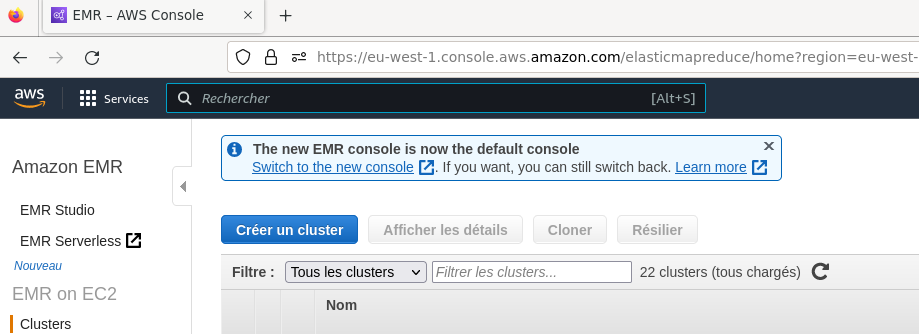 EMR – AWS Console
https://eu-west-1.console.aws.amazon.com/elasticmapreduce/home?region=eu-west-
aws Services Rechercher [Alt+S]
Amazon EMR
EMR Studio
EMR Serverless
Nouveau
EMR on EC2
Clusters
The new EMR console is now the default console
Switch to the new console. If you want, you can still switch back. Learn more
Créer un cluster Afficher les détails Cloner Résilier
Filtre : Tous les clusters Filtrer les clusters... 22 clusters (tous chargés)
Nom